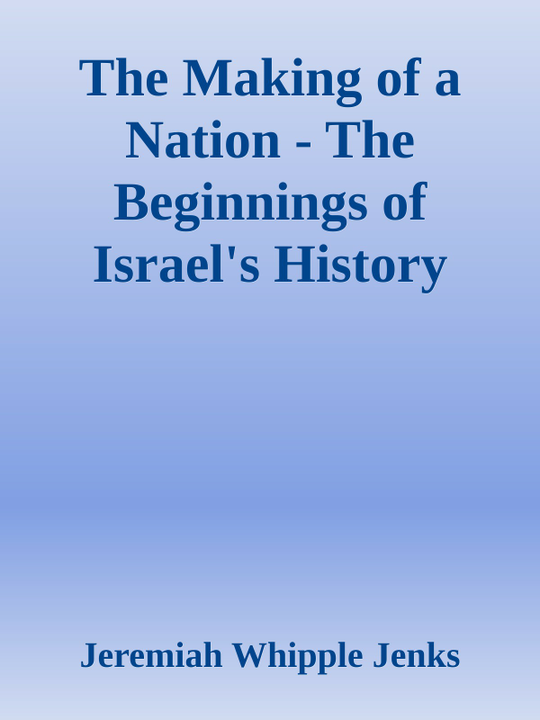 The Making of a
Nation - The
Beginnings of
Israel's History
Jeremiah Whipple Jenks